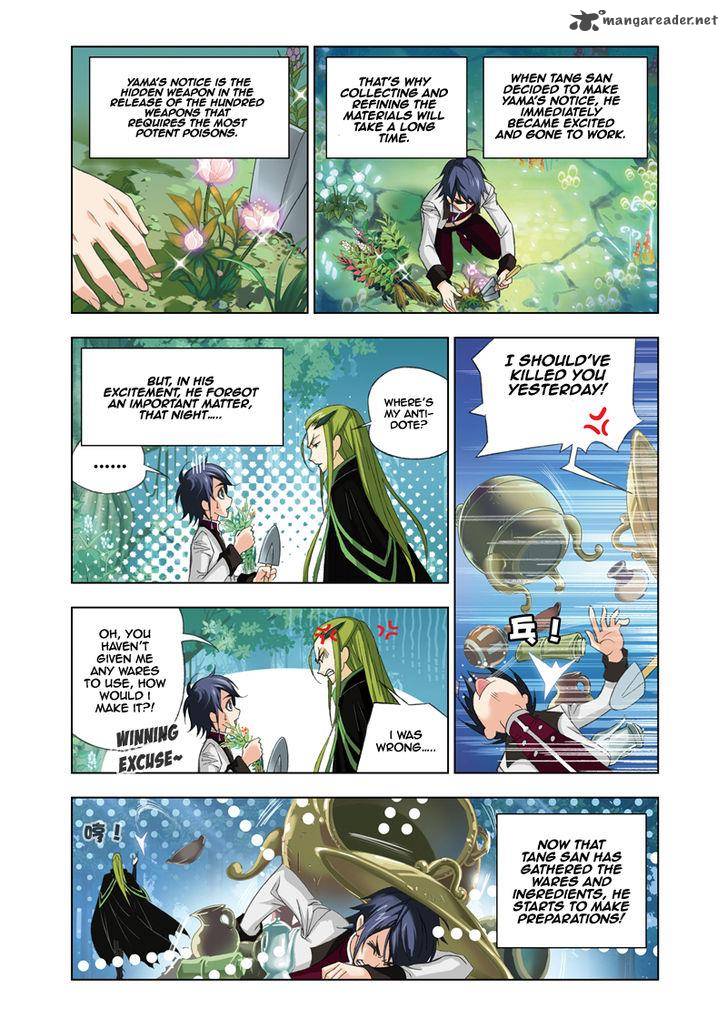 mangareader.net
YAMA'S NOTICE IS THE
HIDDEN WEAPON IN THE
RELEASE OF THE HUNDRED
WEAPONS THAT
REQUIRES THE MOST
POTENT POISONS.
THAT'S WHY
COLLECTING AND
REFINING THE
MATERIALS WILL
TAKE A LONG
TIME.
WHEN TANG SAN
DECIDED TO MAKE
YAMA'S NOTICE, HE
IMMEDIATELY
BECAME EXCITED
AND GONE TO WORK.
BUT, IN HIS
EXCITEMENT, HE FORGOT
AN IMPORTANT MATTER,
THAT NIGHT.....
WHERE'S
MY ANTI-
DOTE?
......
OH, YOU
HAVEN'T
GIVEN ME
ANY WARES
TO USE, HOW
WOULD I
MAKE IT?!
WINNING
EXCUSE~
I WAS
WRONG.....
I SHOULD'VE
KILLED YOU
YESTERDAY!
乓！
哼！
NOW THAT
TANG SAN HAS
GATHERED THE
WARES AND
INGREDIENTS, HE
STARTS TO MAKE
PREPARATIONS!